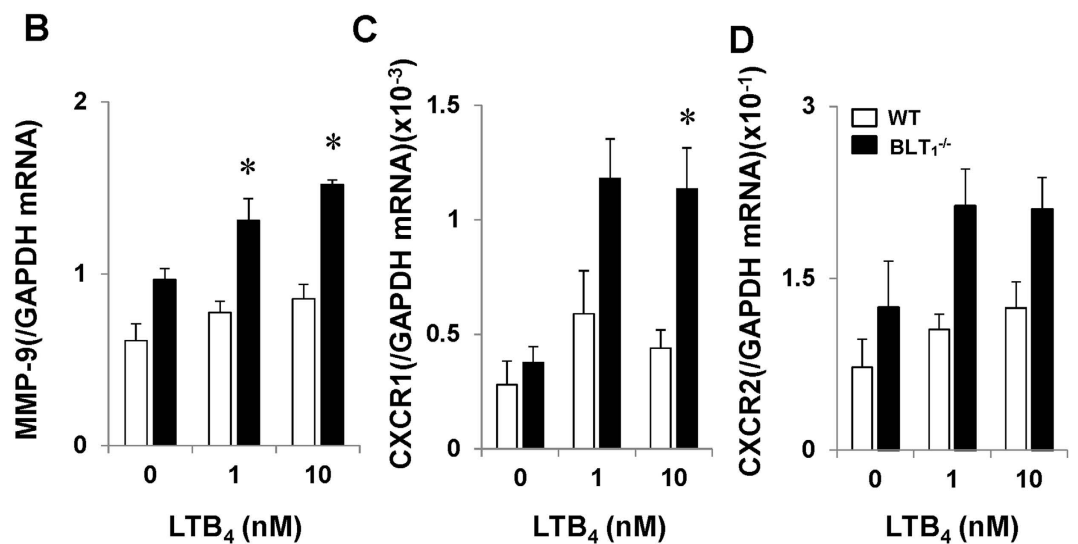 B
MMP-9(/GAPDH mRNA)
2
1
0
*
*
0 1 10
LTB₄ (nM)
C
CXCR1(/GAPDH mRNA)(x10⁻³)
1.5
1
0.5
0
*
0 1 10
LTB₄ (nM)
D
CXCR2(/GAPDH mRNA)(x10⁻¹)
3
1.5
0
WT
BLT₁⁻/⁻
0 1 10
LTB₄ (nM)